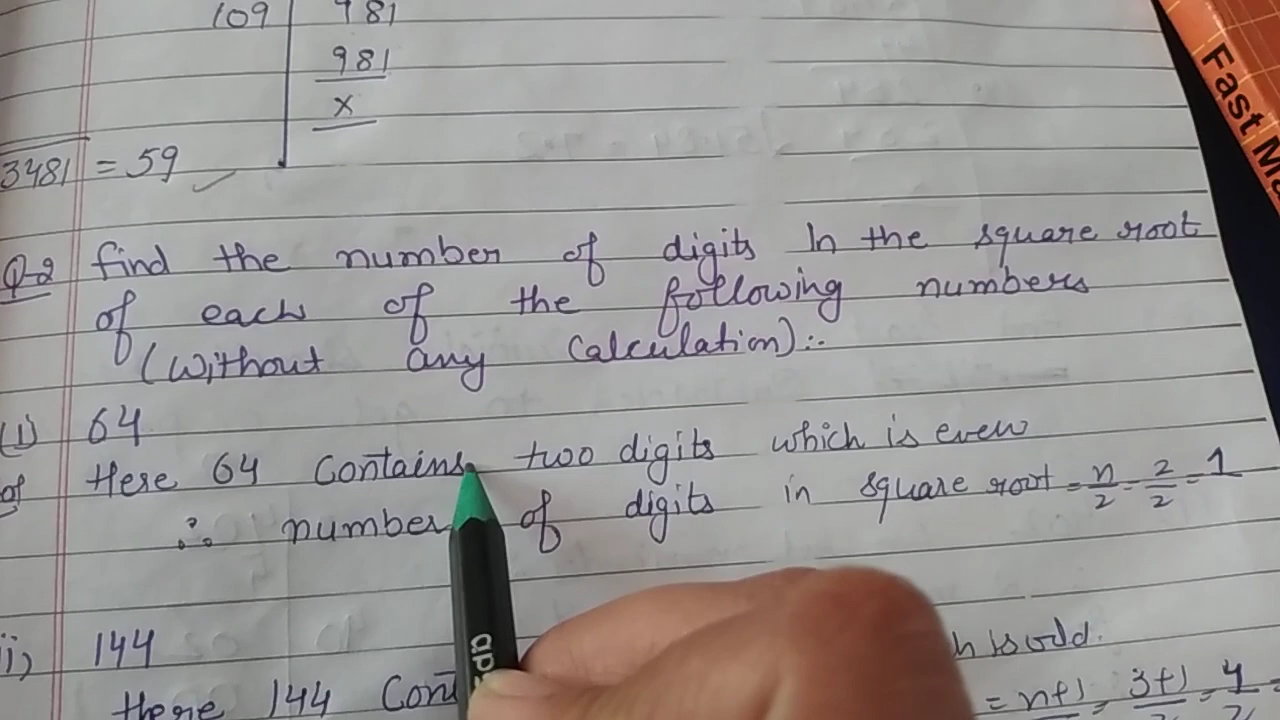 109 981
981
x
3481 = 59
Q-2 find the number of digits In the square root
of each of the following numbers
(Without any Calculation):-
(i) 64
Here 64 Contains two digits which is even
∴ number of digits in square root = n/2 = 2/2 = 1
ii) 144
Here 144 is odd.
= n+1 = 3+1 = 4 =
Fast